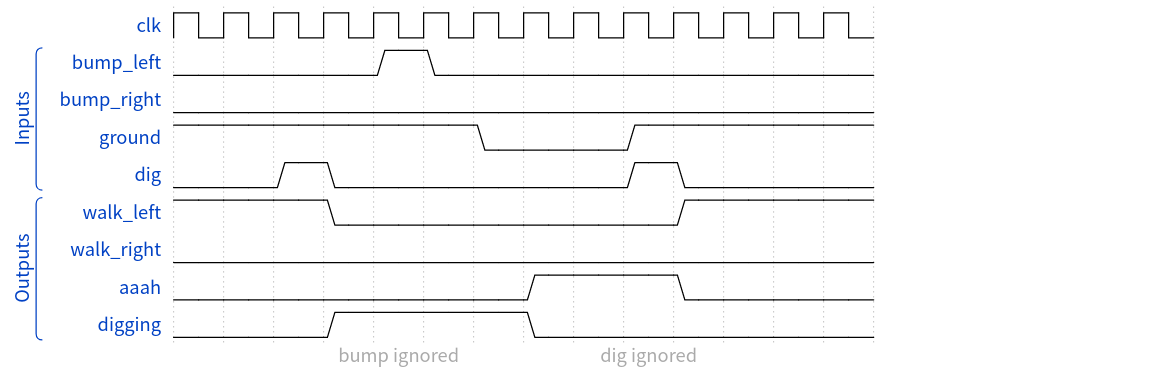 clk
Inputs
bump_left
bump_right
ground
dig
Outputs
walk_left
walk_right
aaah
digging
bump ignored
dig ignored